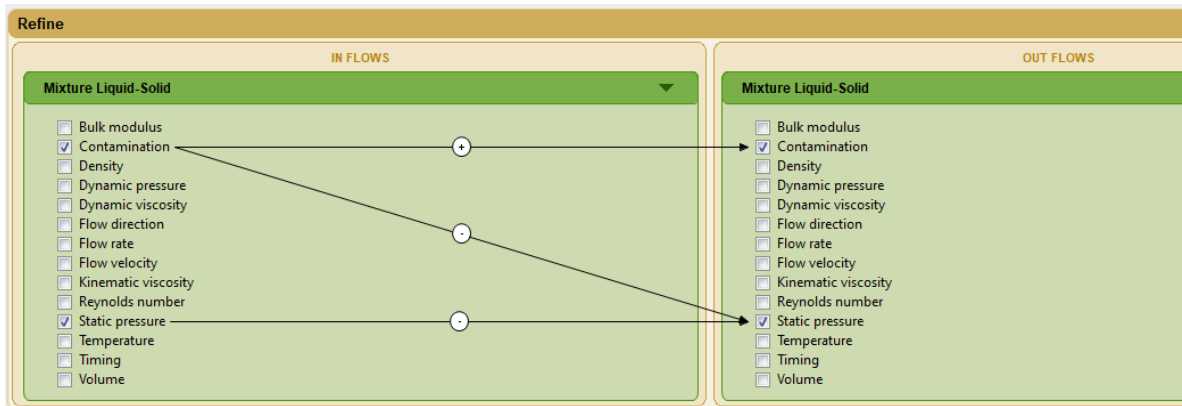 Refine
IN FLOWS
Mixture Liquid-Solid
Bulk modulus
Contamination
Density
Dynamic pressure
Dynamic viscosity
Flow direction
Flow rate
Flow velocity
Kinematic viscosity
Reynolds number
Static pressure
Temperature
Timing
Volume
+
-
-
OUT FLOWS
Mixture Liquid-Solid
Bulk modulus
Contamination
Density
Dynamic pressure
Dynamic viscosity
Flow direction
Flow rate
Flow velocity
Kinematic viscosity
Reynolds number
Static pressure
Temperature
Timing
Volume